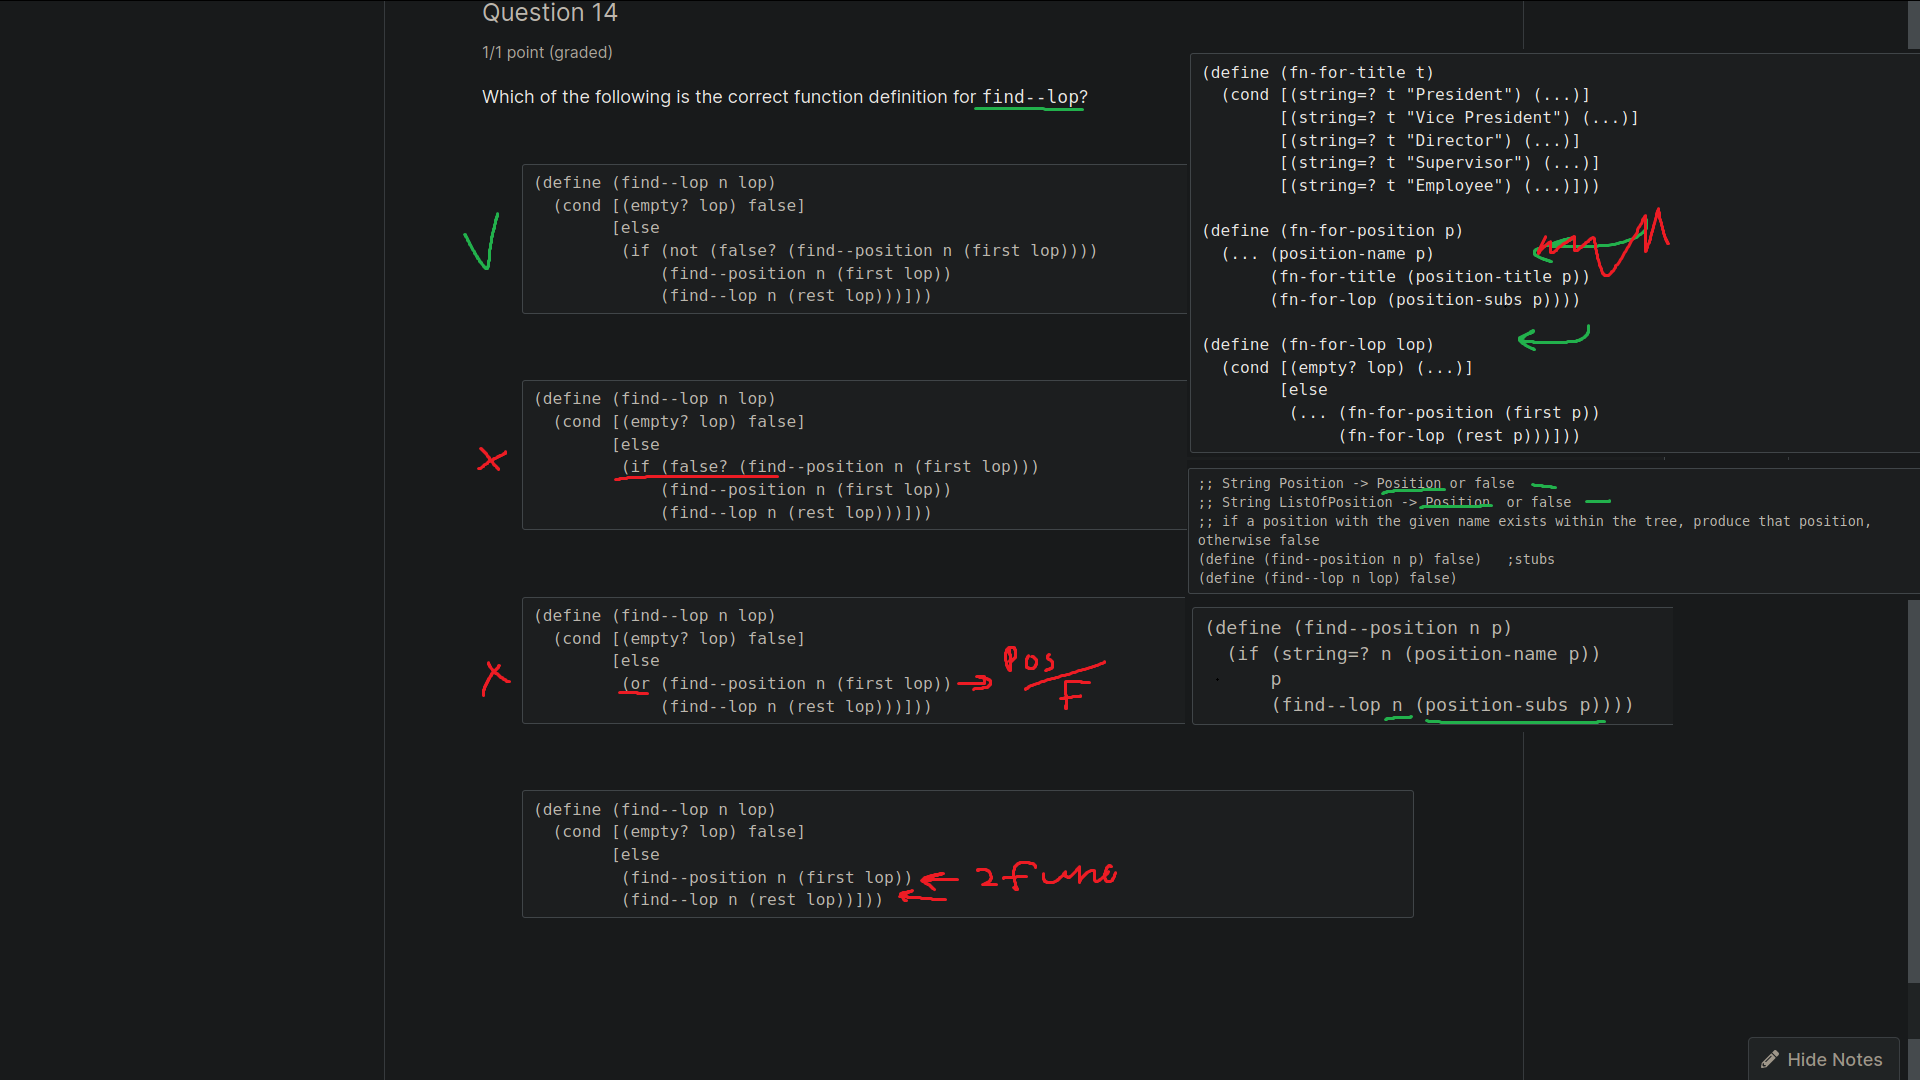 Question 14
1/1 point (graded)
Which of the following is the correct function definition for find--lop?
(define (find--lop n lop)
  (cond [(empty? lop) false]
        [else
         (if (not (false? (find--position n (first lop))))
             (find--position n (first lop))
             (find--lop n (rest lop)))]))
(define (find--lop n lop)
  (cond [(empty? lop) false]
        [else
         (if (false? (find--position n (first lop)))
             (find--position n (first lop))
             (find--lop n (rest lop)))]))
(define (find--lop n lop)
  (cond [(empty? lop) false]
        [else
         (or (find--position n (first lop))
             (find--lop n (rest lop)))]))
Pos
F
(define (find--lop n lop)
  (cond [(empty? lop) false]
        [else
         (find--position n (first lop))
         (find--lop n (rest lop))]))
2 func
(define (fn-for-title t)
  (cond [(string=? t "President") (...)]
        [(string=? t "Vice President") (...)]
        [(string=? t "Director") (...)]
        [(string=? t "Supervisor") (...)]
        [(string=? t "Employee") (...)]))
(define (fn-for-position p)
  (... (position-name p)
       (fn-for-title (position-title p))
       (fn-for-lop (position-subs p))))
(define (fn-for-lop lop)
  (cond [(empty? lop) (...)]
        [else
         (... (fn-for-position (first p))
              (fn-for-lop (rest p)))]))
;; String Position -> Position or false
;; String ListOfPosition -> Position  or false
;; if a position with the given name exists within the tree, produce that position,
otherwise false
(define (find--position n p) false)   ;stubs
(define (find--lop n lop) false)
(define (find--position n p)
  (if (string=? n (position-name p))
      p
      (find--lop n (position-subs p))))
Hide Notes